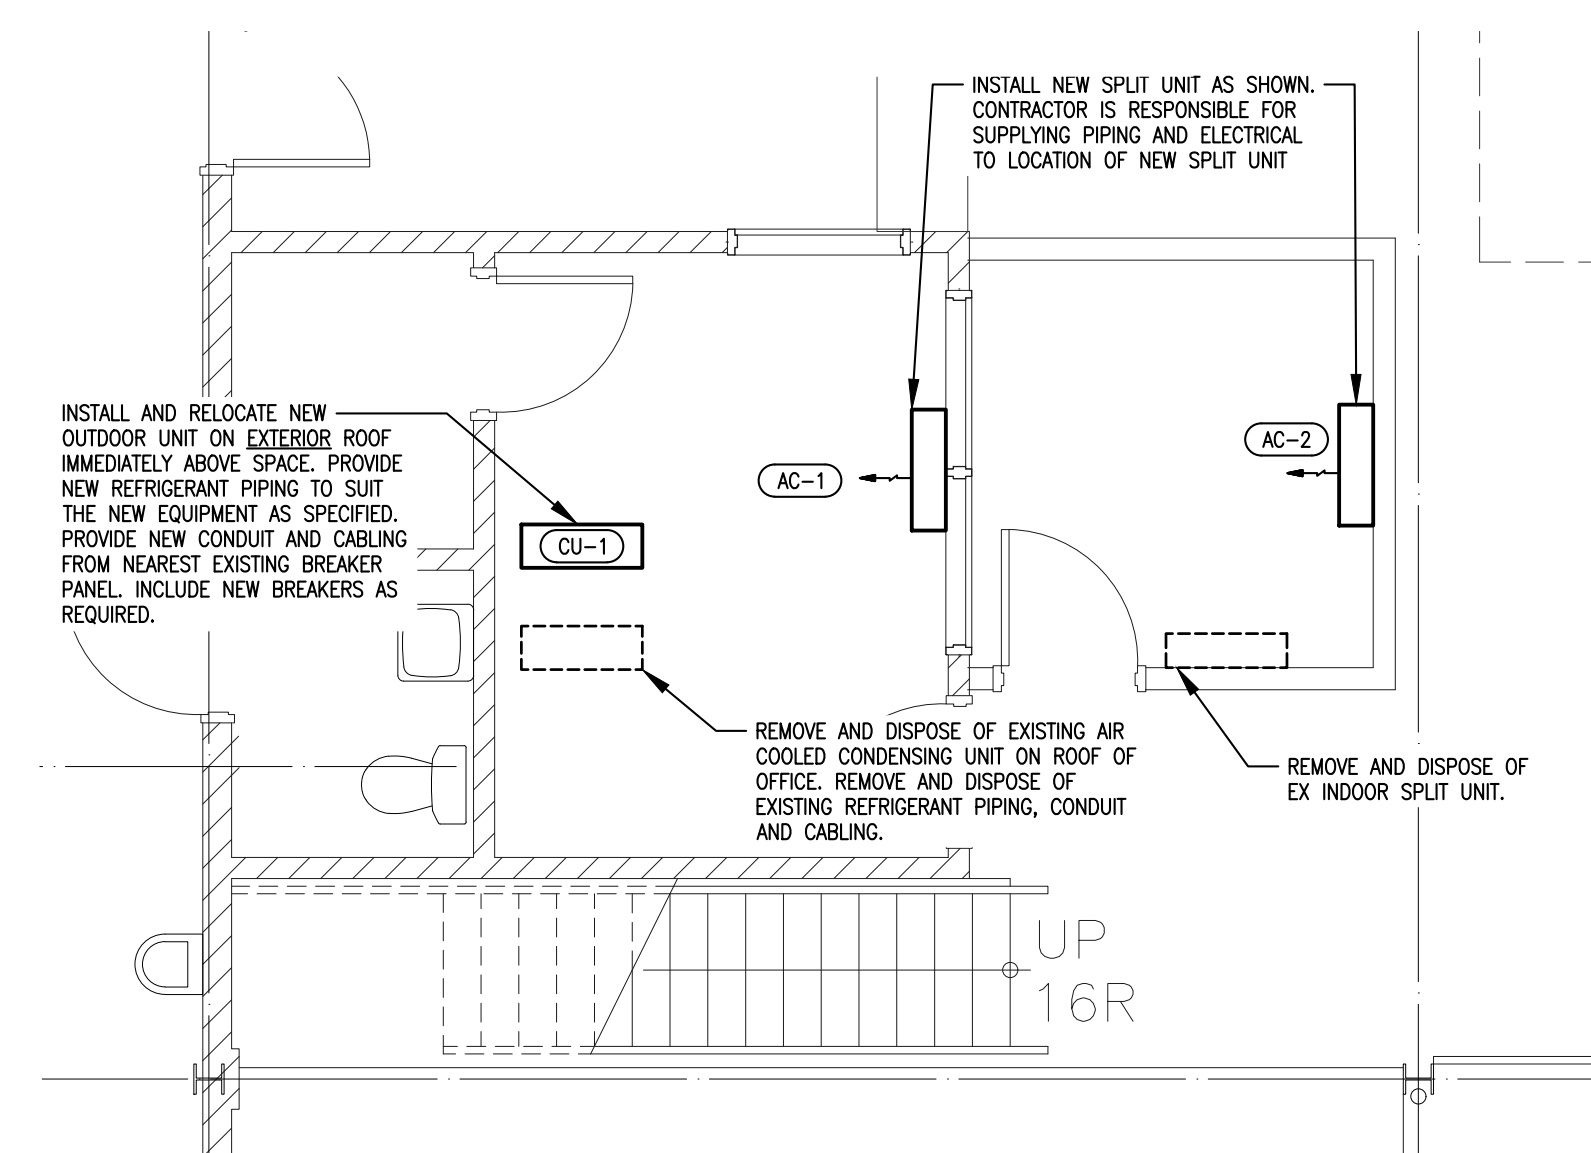 INSTALL NEW SPLIT UNIT AS SHOWN.
CONTRACTOR IS RESPONSIBLE FOR
SUPPLYING PIPING AND ELECTRICAL
TO LOCATION OF NEW SPLIT UNIT
INSTALL AND RELOCATE NEW
OUTDOOR UNIT ON EXTERIOR ROOF
IMMEDIATELY ABOVE SPACE. PROVIDE
NEW REFRIGERANT PIPING TO SUIT
THE NEW EQUIPMENT AS SPECIFIED.
PROVIDE NEW CONDUIT AND CABLING
FROM NEAREST EXISTING BREAKER
PANEL. INCLUDE NEW BREAKERS AS
REQUIRED.
AC-1
AC-2
CU-1
REMOVE AND DISPOSE OF EXISTING AIR
COOLED CONDENSING UNIT ON ROOF OF
OFFICE. REMOVE AND DISPOSE OF
EXISTING REFRIGERANT PIPING, CONDUIT
AND CABLING.
REMOVE AND DISPOSE OF
EX INDOOR SPLIT UNIT.
UP
16R